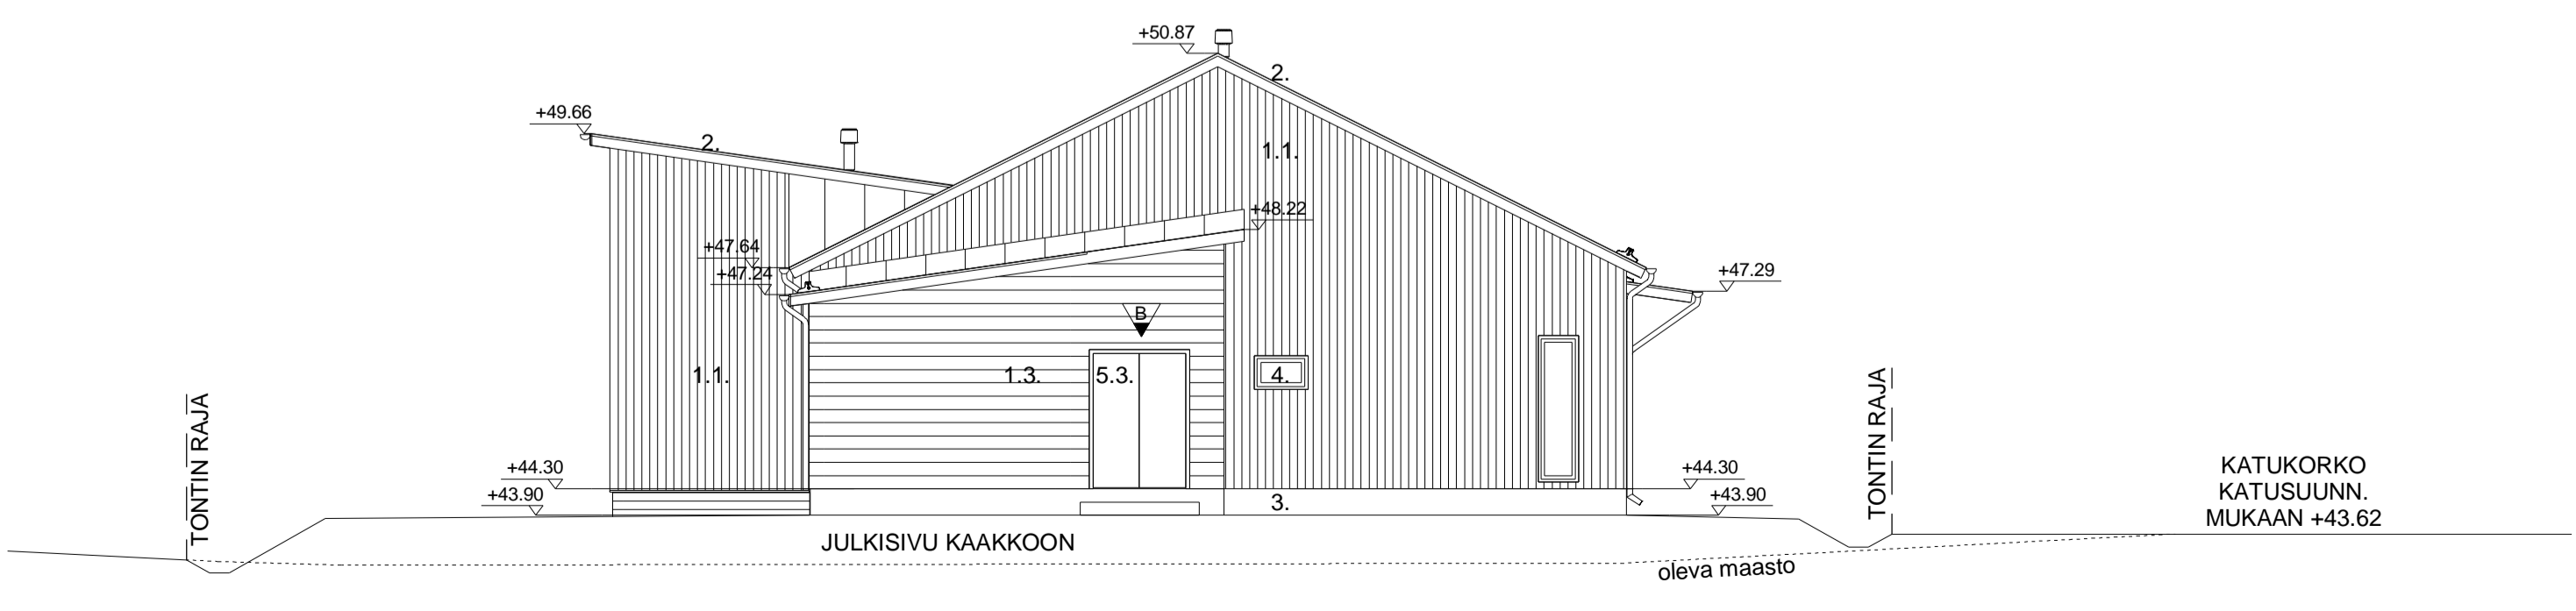 +50.87
2.
+49.66
2.
1.1.
+48.22
+47.64
+47.24
+47.29
B
1.1.
1.3.
5.3.
4.
TONTIN RAJA
TONTIN RAJA
+44.30
+43.90
+44.30
+43.90
3.
KATUKORKO
KATUSUUNN.
MUKAAN +43.62
JULKISIVU KAAKKOON
oleva maasto